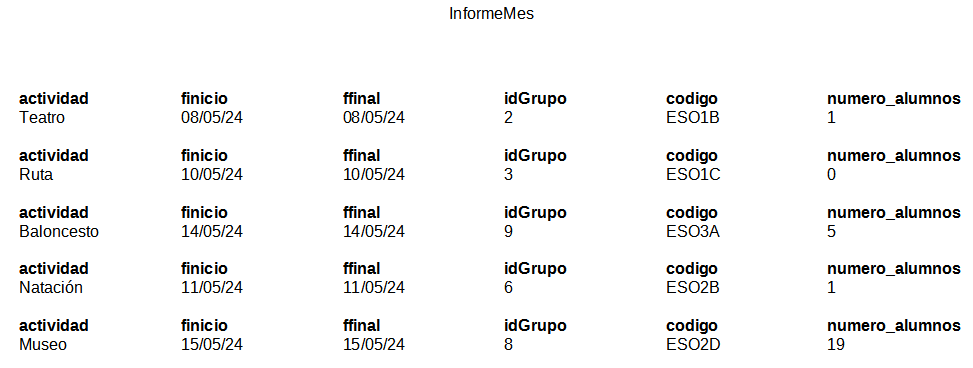 InformeMes
actividad finicio ffinal idGrupo codigo numero_alumnos
Teatro 08/05/24 08/05/24 2 ESO1B 1
actividad finicio ffinal idGrupo codigo numero_alumnos
Ruta 10/05/24 10/05/24 3 ESO1C 0
actividad finicio ffinal idGrupo codigo numero_alumnos
Baloncesto 14/05/24 14/05/24 9 ESO3A 5
actividad finicio ffinal idGrupo codigo numero_alumnos
Natación 11/05/24 11/05/24 6 ESO2B 1
actividad finicio ffinal idGrupo codigo numero_alumnos
Museo 15/05/24 15/05/24 8 ESO2D 19